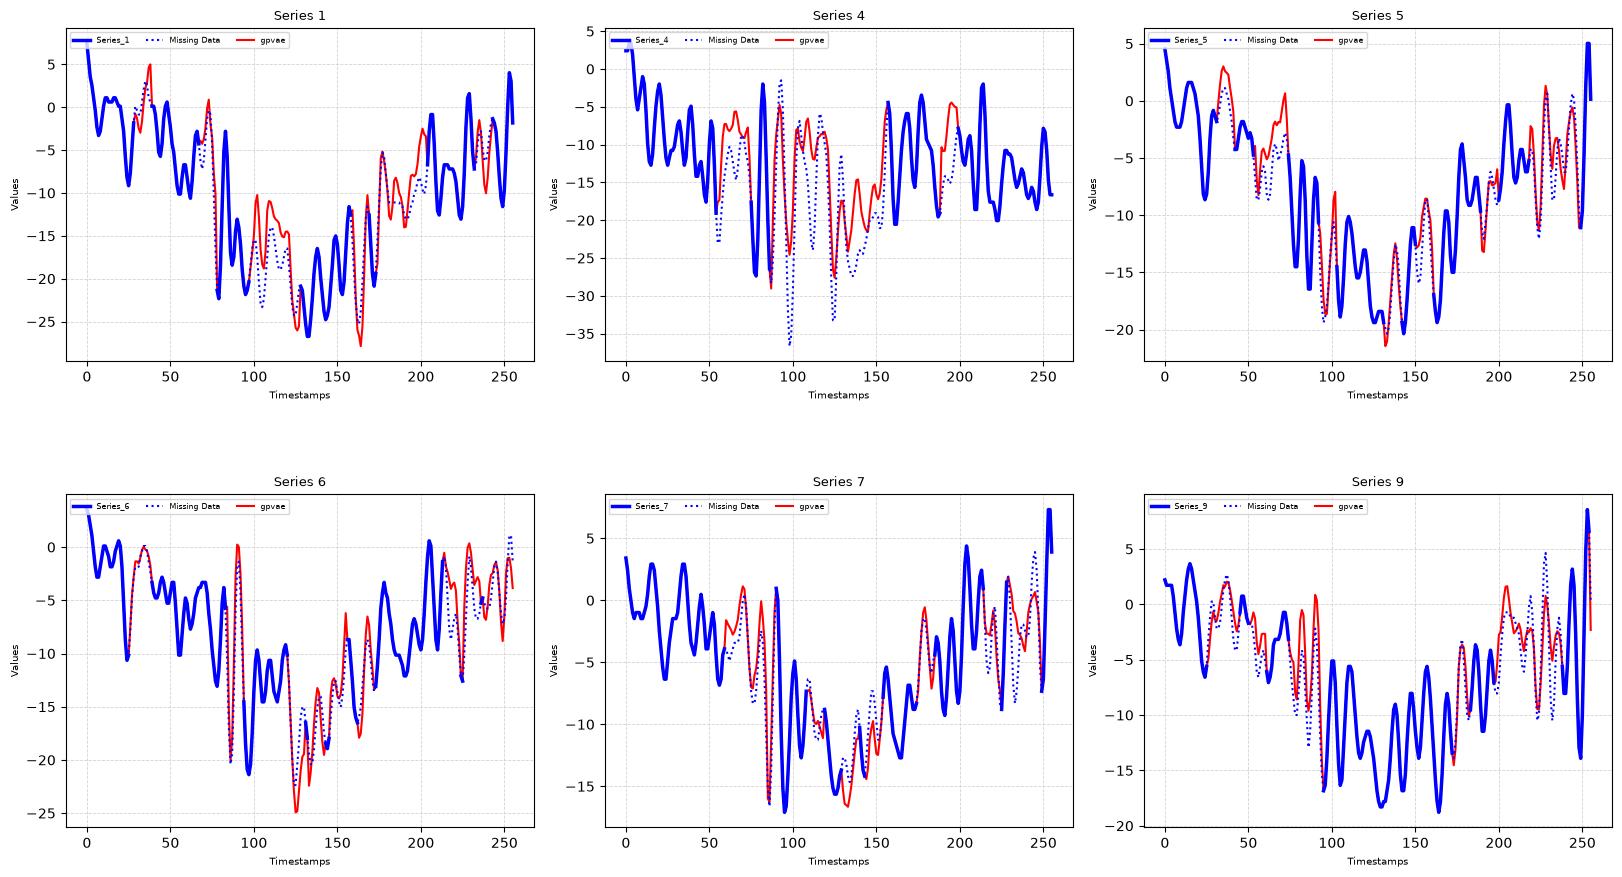 Series 1
Series_1 Missing Data gpvae
5
0
−5
−10
−15
−20
−25
Values
0 50 100 150 200 250
Timestamps
Series 4
Series_4 Missing Data gpvae
5
0
−5
−10
−15
−20
−25
−30
−35
Values
0 50 100 150 200 250
Timestamps
Series 5
Series_5 Missing Data gpvae
5
0
−5
−10
−15
−20
Values
0 50 100 150 200 250
Timestamps
Series 6
Series_6 Missing Data gpvae
0
−5
−10
−15
−20
−25
Values
0 50 100 150 200 250
Timestamps
Series 7
Series_7 Missing Data gpvae
5
0
−5
−10
−15
Values
0 50 100 150 200 250
Timestamps
Series 9
Series_9 Missing Data gpvae
5
0
−5
−10
−15
−20
Values
0 50 100 150 200 250
Timestamps